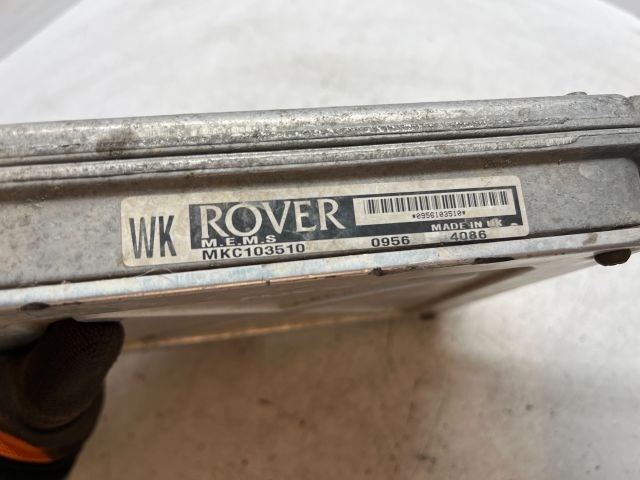 WK ROVER
*0956103510*
M.E.M.S MADE IN UK
MKC103510 0956 4086